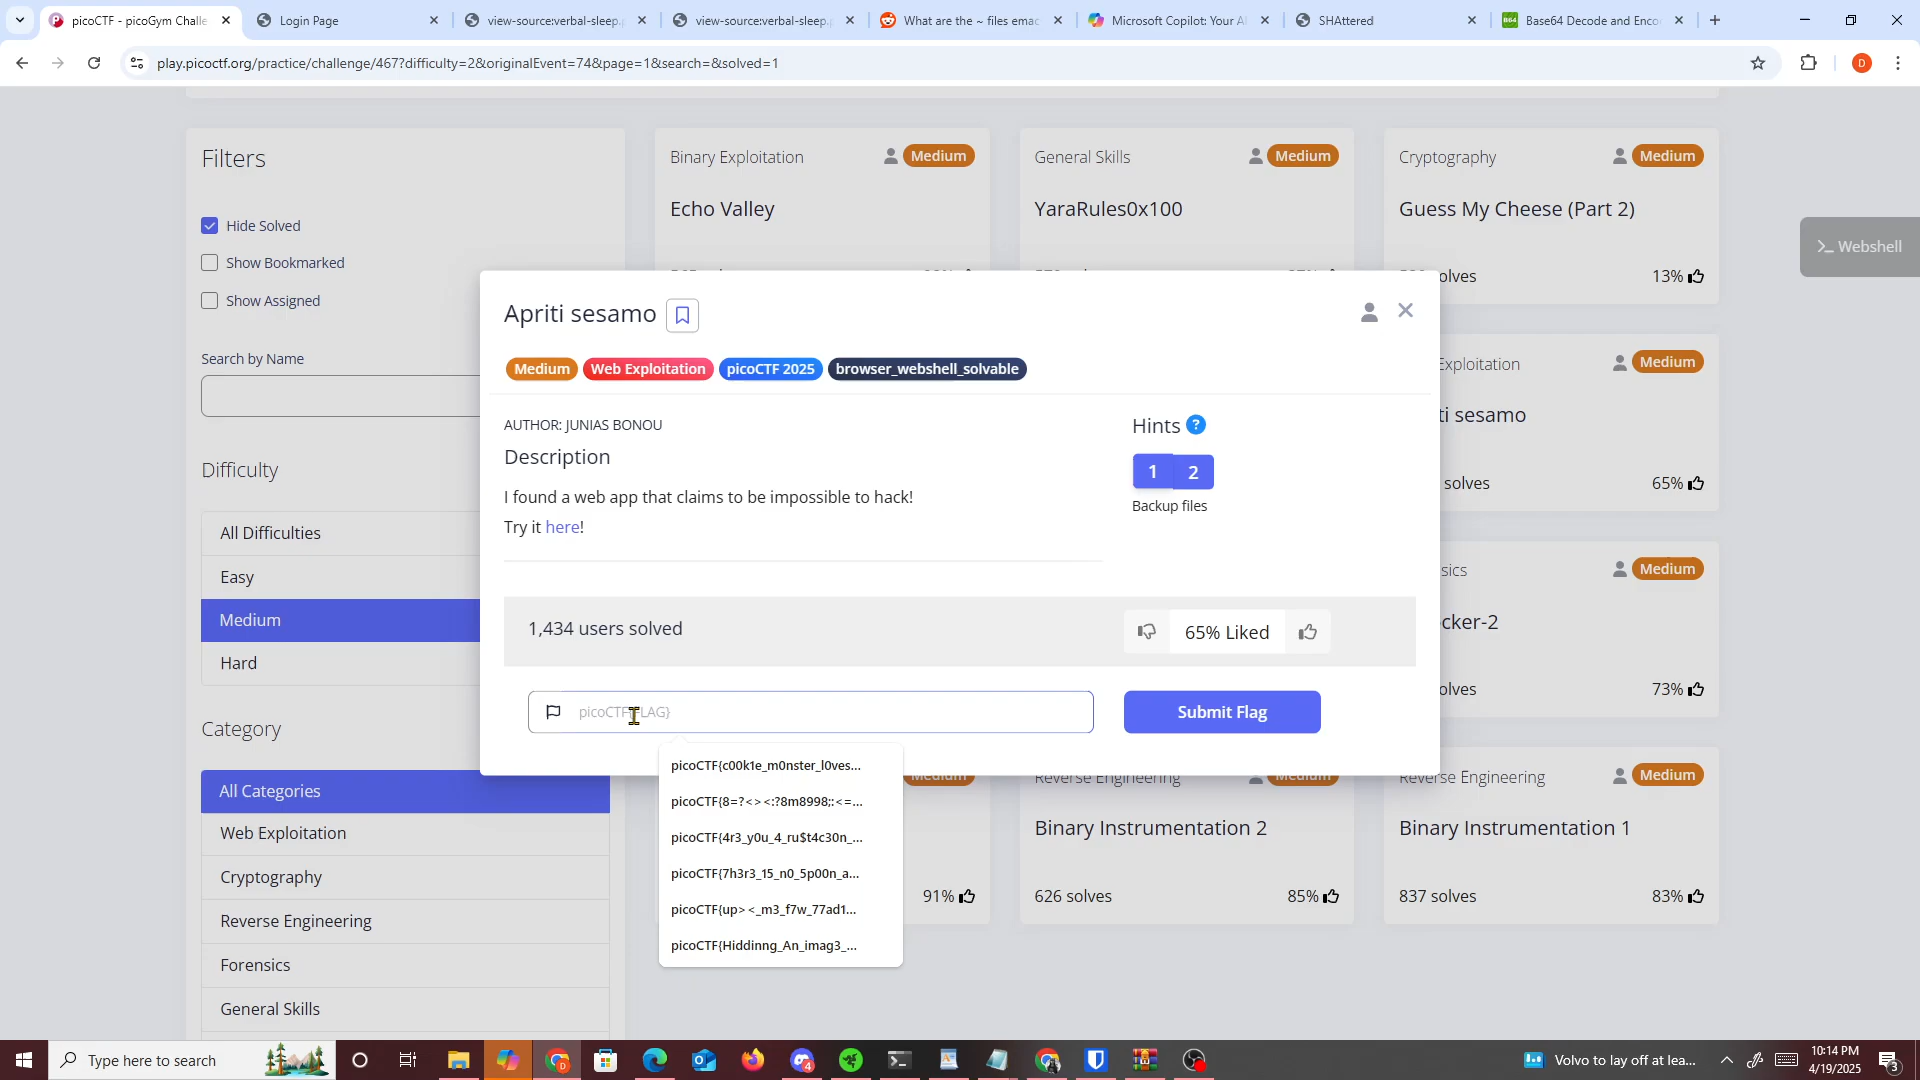 picoCTF - picoGym Challe
Login Page
view-source:verbal-sleep.p
view-source:verbal-sleep.p
What are the ~ files emac
Microsoft Copilot: Your AI
SHAttered
B64
Base64 Decode and Enco
play.picoctf.org/practice/challenge/467?difficulty=2&originalEvent=74&page=1&search=&solved=1
D
Filters
Hide Solved
Show Bookmarked
Show Assigned
Search by Name
Difficulty
All Difficulties
Easy
Medium
Hard
Category
All Categories
Web Exploitation
Cryptography
Reverse Engineering
Forensics
General Skills
Binary Exploitation
Medium
Echo Valley
General Skills
Medium
YaraRules0x100
Cryptography
Medium
Guess My Cheese (Part 2)
olves
13%
>_ Webshell
Apriti sesamo
Medium
Web Exploitation
picoCTF 2025
browser_webshell_solvable
AUTHOR: JUNIAS BONOU
Description
I found a web app that claims to be impossible to hack!
Try it here!
Hints ?
1
2
Backup files
1,434 users solved
65% Liked
picoCTF{FLAG}
Submit Flag
picoCTF{c00k1e_m0nster_l0ves...
picoCTF{8=?<><:?8m8998;:<=...
picoCTF{4r3_y0u_4_ru$t4c30n_...
picoCTF{7h3r3_15_n0_5p00n_a...
picoCTF{up><_m3_f7w_77ad1...
picoCTF{Hiddinng_An_imag3_...
Exploitation
Medium
ti sesamo
solves
65%
sics
Medium
cker-2
olves
73%
Medium
91%
Reverse Engineering
Medium
Binary Instrumentation 2
626 solves
85%
Reverse Engineering
Medium
Binary Instrumentation 1
837 solves
83%
Type here to search
D
4
Volvo to lay off at lea...
10:14 PM
4/19/2025
3